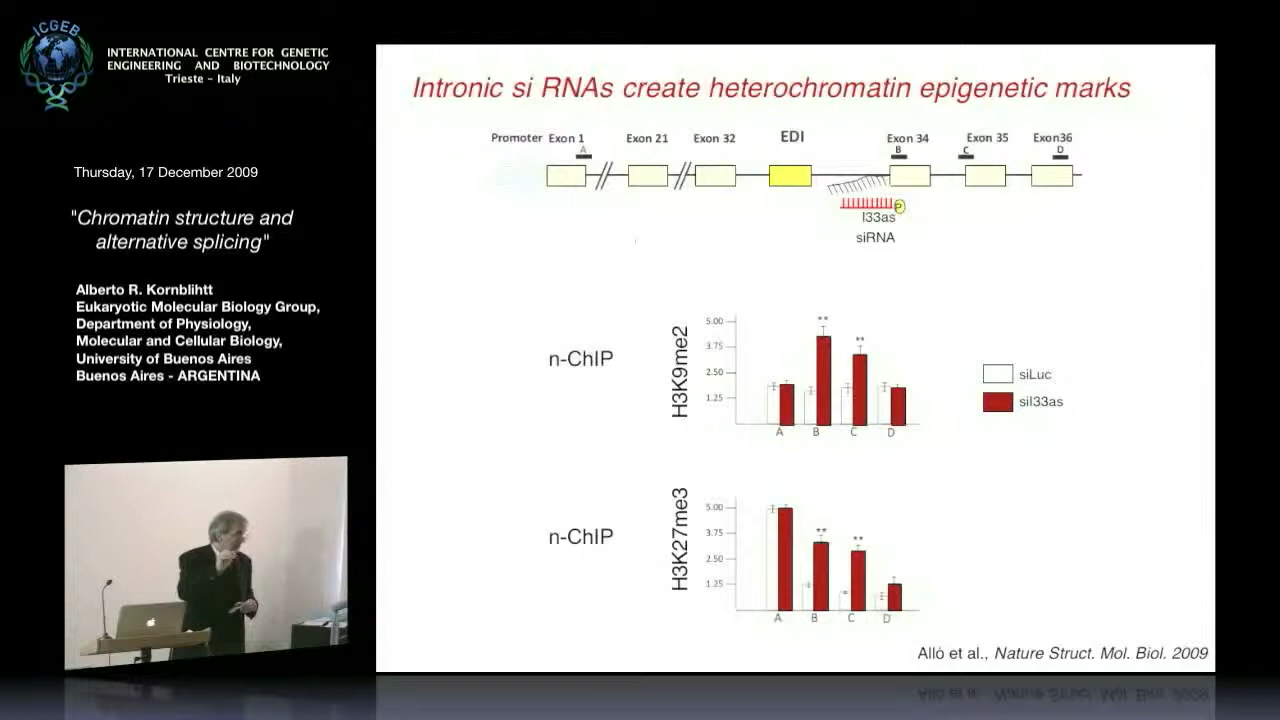 ICGEB
INTERNATIONAL CENTRE FOR GENETIC
ENGINEERING AND BIOTECHNOLOGY
Trieste - Italy
Thursday, 17 December 2009
"Chromatin structure and
alternative splicing"
Alberto R. Kornblihtt
Eukaryotic Molecular Biology Group,
Department of Physiology,
Molecular and Cellular Biology,
University of Buenos Aires
Buenos Aires - ARGENTINA
Intronic si RNAs create heterochromatin epigenetic marks
Promoter Exon 1 Exon 21 Exon 32 EDI Exon 34 Exon 35 Exon36
A B C D
P
I33as
siRNA
n-ChIP
H3K9me2
5.00
3.75
2.50
1.25
** **
A B C D
siLuc
siI33as
n-ChIP
H3K27me3
5.00
3.75
2.50
1.25
** **
A B C D
Allò et al., Nature Struct. Mol. Biol. 2009